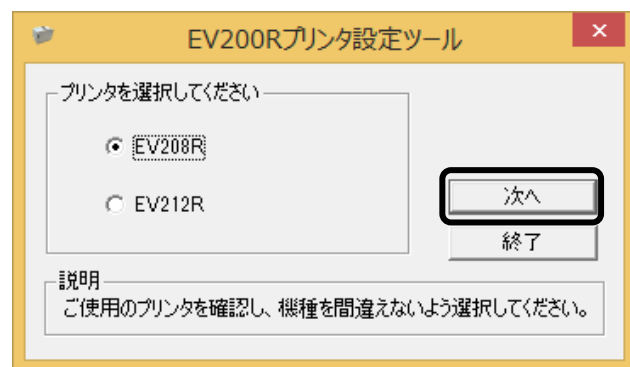 EV200Rプリンタ設定ツール
プリンタを選択してください
EV208R
EV212R
次へ
終了
説明
ご使用のプリンタを確認し、機種を間違えないよう選択してください。